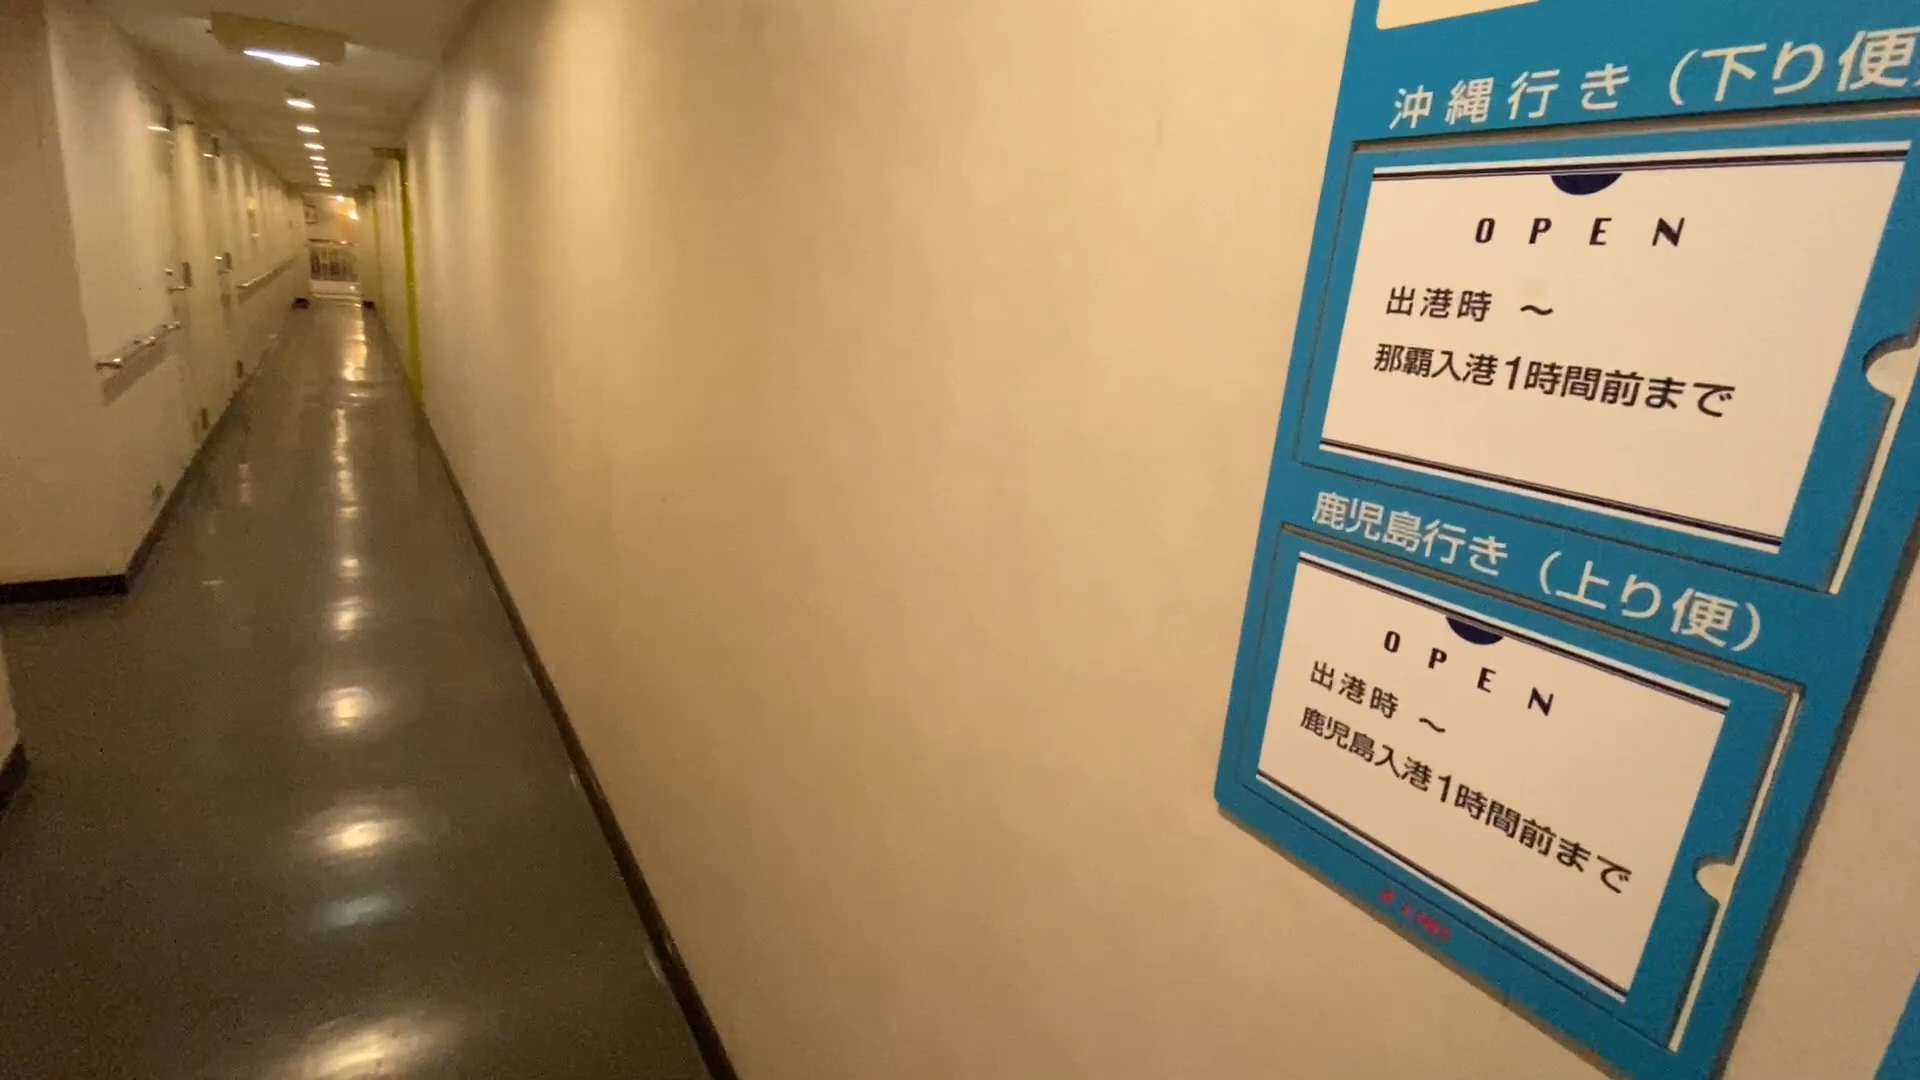 沖縄行き（下り便
OPEN
出港時 ～
那覇入港1時間前まで
鹿児島行き（上り便）
OPEN
出港時 ～
鹿児島入港1時間前まで